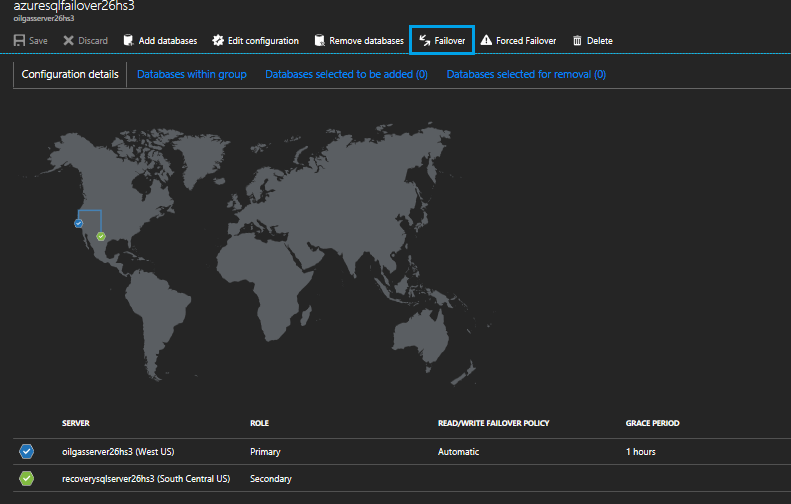 azuresqlfailover26hs3
oilgasserver26hs3
Save Discard Add databases Edit configuration Remove databases Failover Forced Failover Delete
Configuration details Databases within group Databases selected to be added (0) Databases selected for removal (0)
SERVER ROLE READ/WRITE FAILOVER POLICY GRACE PERIOD
oilgasserver26hs3 (West US) Primary Automatic 1 hours
recoverysqlserver26hs3 (South Central US) Secondary